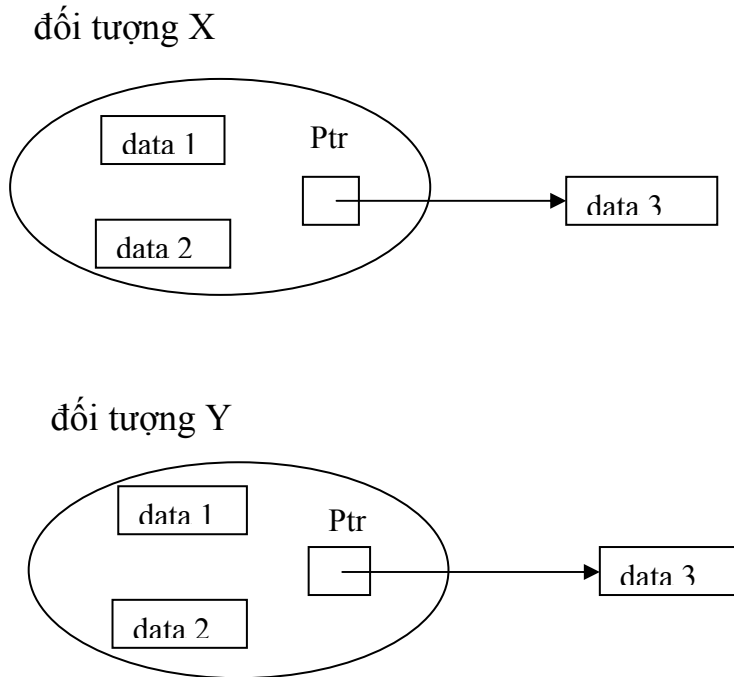 đối tượng X
data 1
Ptr
data 3
data 2
đối tượng Y
data 1
Ptr
data 3
data 2